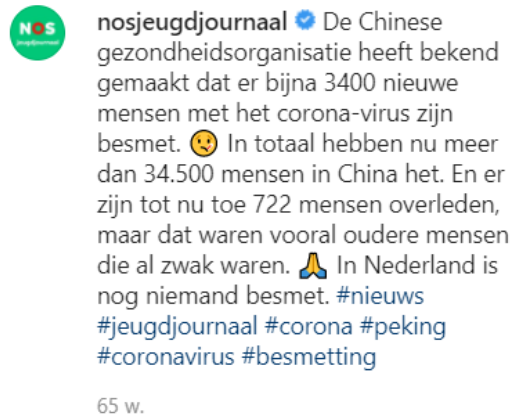 NOS
jeugdjournaal
nosjeugdjournaal De Chinese
gezondheidsorganisatie heeft bekend
gemaakt dat er bijna 3400 nieuwe
mensen met het corona-virus zijn
besmet. 🤒 In totaal hebben nu meer
dan 34.500 mensen in China het. En er
zijn tot nu toe 722 mensen overleden,
maar dat waren vooral oudere mensen
die al zwak waren. 🙏 In Nederland is
nog niemand besmet. #nieuws
#jeugdjournaal #corona #peking
#coronavirus #besmetting
65 w.